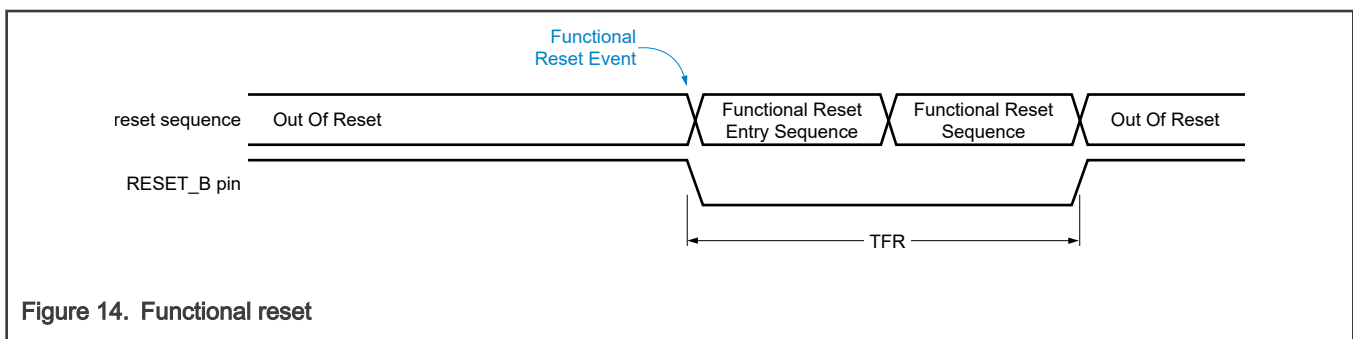 Functional
Reset Event
reset sequence
Out Of Reset
Functional Reset
Entry Sequence
Functional Reset
Sequence
Out Of Reset
RESET_B pin
TFR
Figure 14. Functional reset